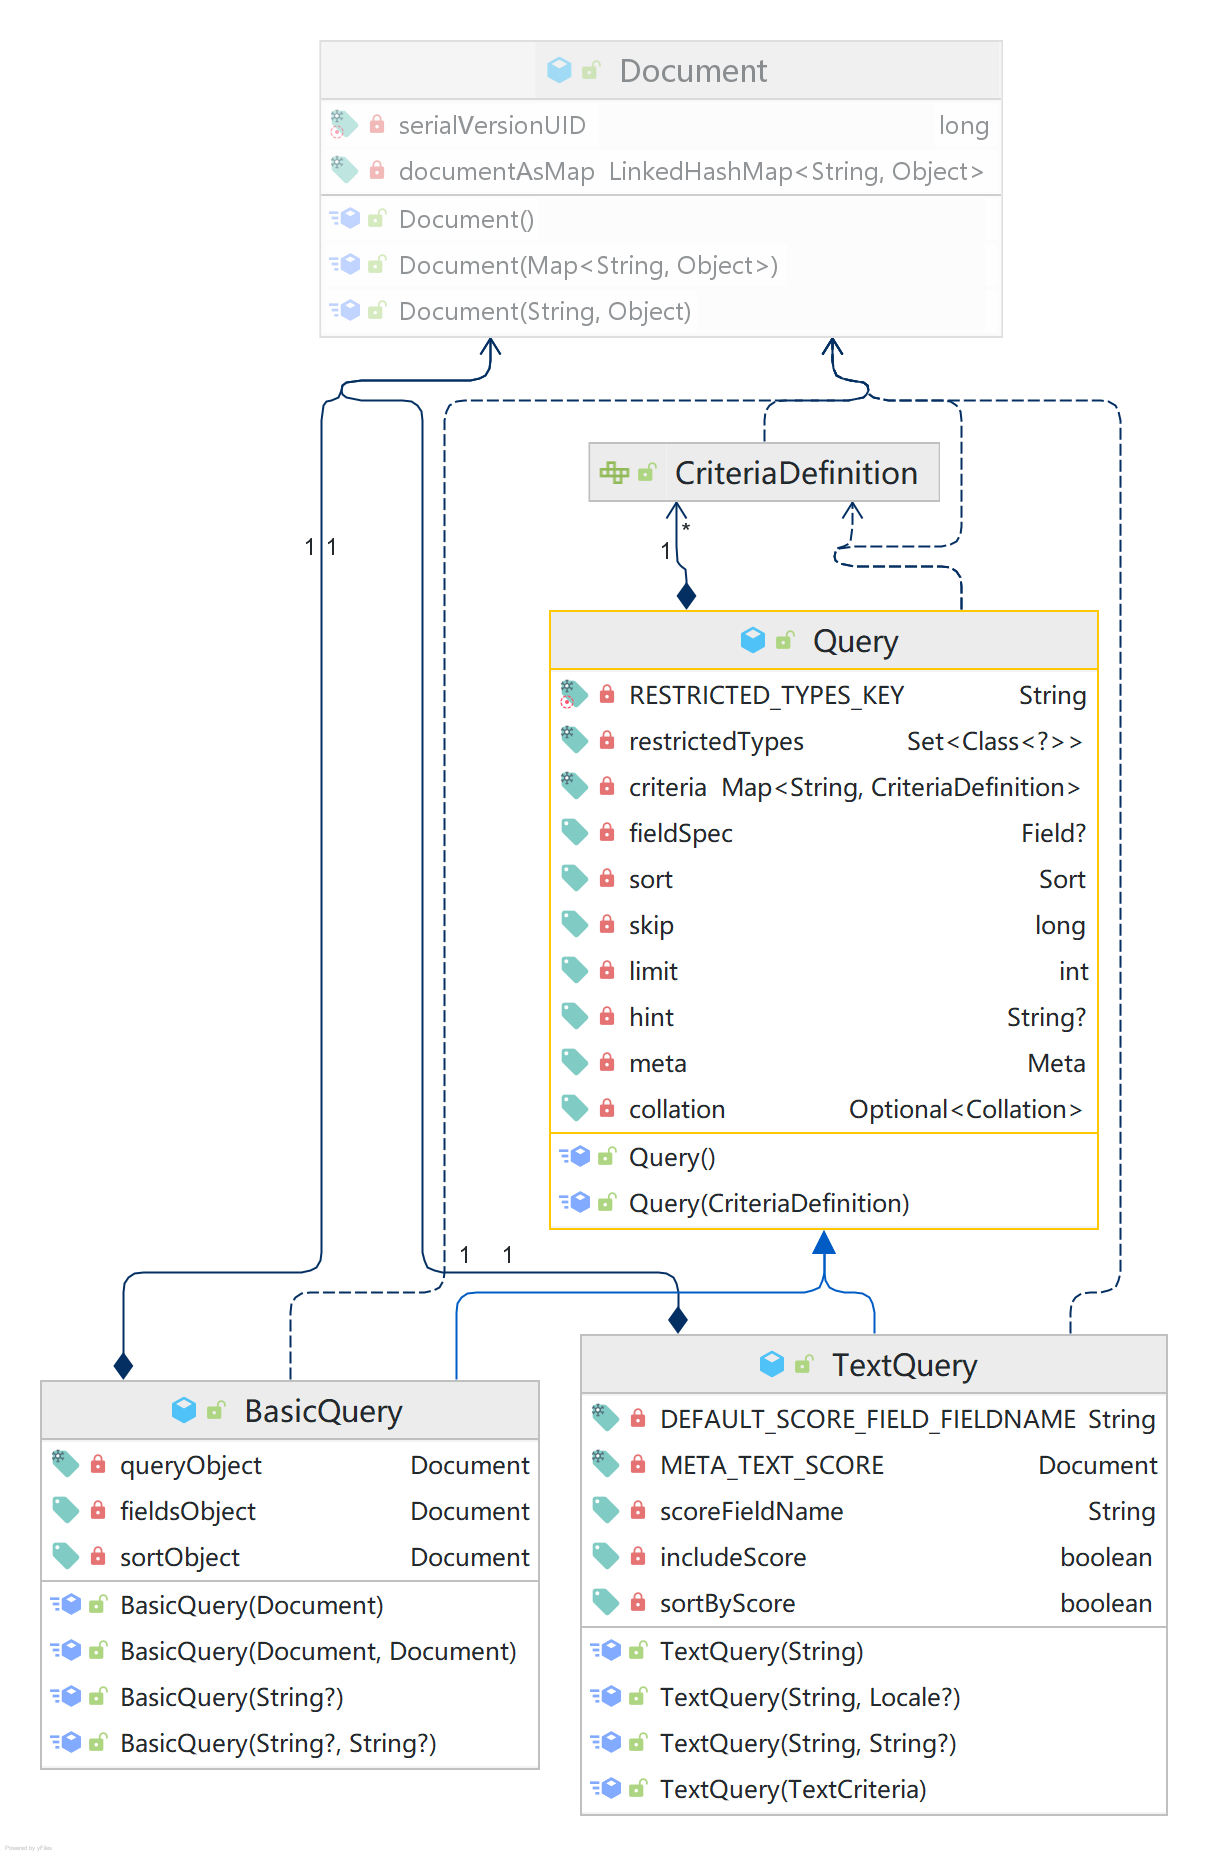 Document
serialVersionUID long
documentAsMap LinkedHashMap<String, Object>
Document()
Document(Map<String, Object>)
Document(String, Object)
CriteriaDefinition
*
1
1 1
Query
RESTRICTED_TYPES_KEY String
restrictedTypes Set<Class<?>>
criteria Map<String, CriteriaDefinition>
fieldSpec Field?
sort Sort
skip long
limit int
hint String?
meta Meta
collation Optional<Collation>
Query()
Query(CriteriaDefinition)
1 1
BasicQuery
queryObject Document
fieldsObject Document
sortObject Document
BasicQuery(Document)
BasicQuery(Document, Document)
BasicQuery(String?)
BasicQuery(String?, String?)
TextQuery
DEFAULT_SCORE_FIELD_FIELDNAME String
META_TEXT_SCORE Document
scoreFieldName String
includeScore boolean
sortByScore boolean
TextQuery(String)
TextQuery(String, Locale?)
TextQuery(String, String?)
TextQuery(TextCriteria)
Powered by yFiles